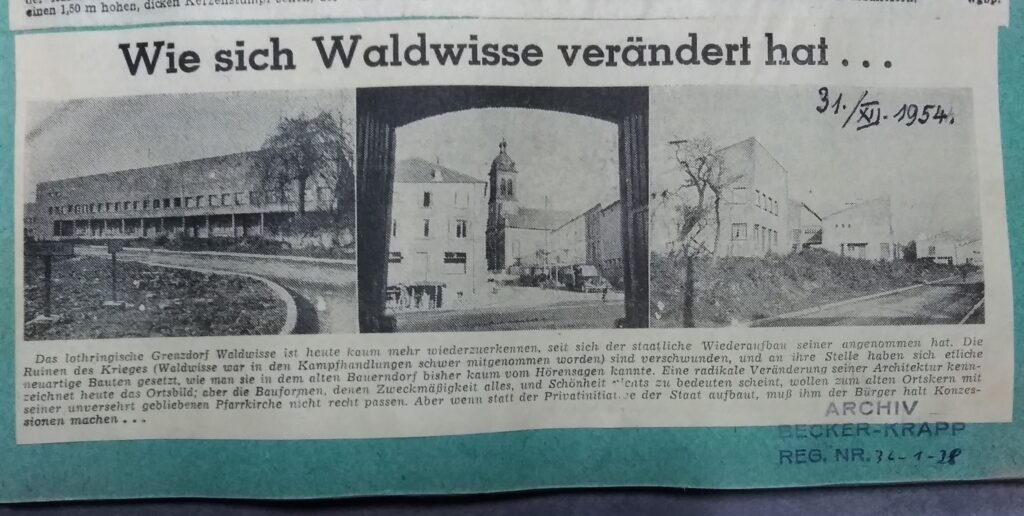 einen 1,50 m hohen, dicken Kerzenstumpf
wgbp.
Wie sich Waldwisse verändert hat . . .
31./XII. 1954.
Das lothringische Grenzdorf Waldwisse ist heute kaum mehr wiederzuerkennen, seit sich der staatliche Wiederaufbau seiner angenommen hat. Die
Ruinen des Krieges (Waldwisse war in den Kampfhandlungen schwer mitgenommen worden) sind verschwunden, und an ihre Stelle haben sich etliche
neuartige Bauten gesetzt, wie man sie in dem alten Bauerndorf bisher kaum vom Hörensagen kannte. Eine radikale Veränderung seiner Architektur kenn-
zeichnet heute das Ortsbild; aber die Bauformen, denen Zweckmäßigkeit alles, und Schönheit nichts zu bedeuten scheint, wollen zum alten Ortskern mit
seiner unversehrt gebliebenen Pfarrkirche nicht recht passen. Aber wenn statt der Privatinitiative der Staat aufbaut, muß ihm der Bürger halt Konzes-
sionen machen . . .
ARCHIV
BECKER-KRAPP
REG. NR. 34-1-38